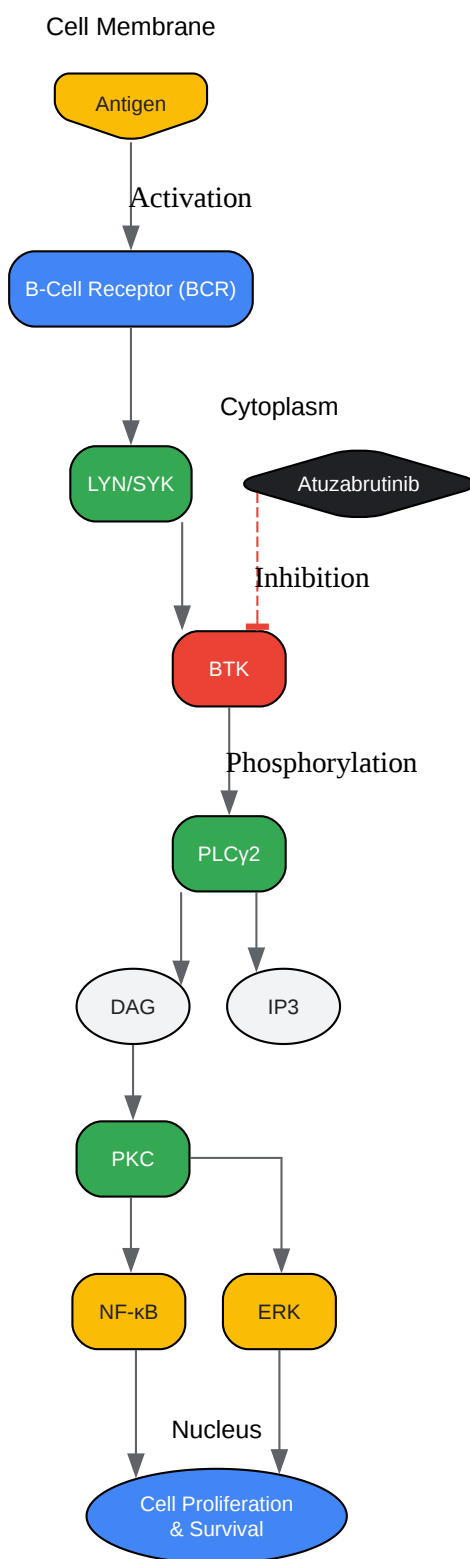 Cell Membrane
Antigen
Activation
B-Cell Receptor (BCR)
Cytoplasm
LYN/SYK
Atuzabrutinib
Inhibition
BTK
Phosphorylation
PLCγ2
DAG
IP3
PKC
NF-κB
ERK
Nucleus
Cell Proliferation
& Survival